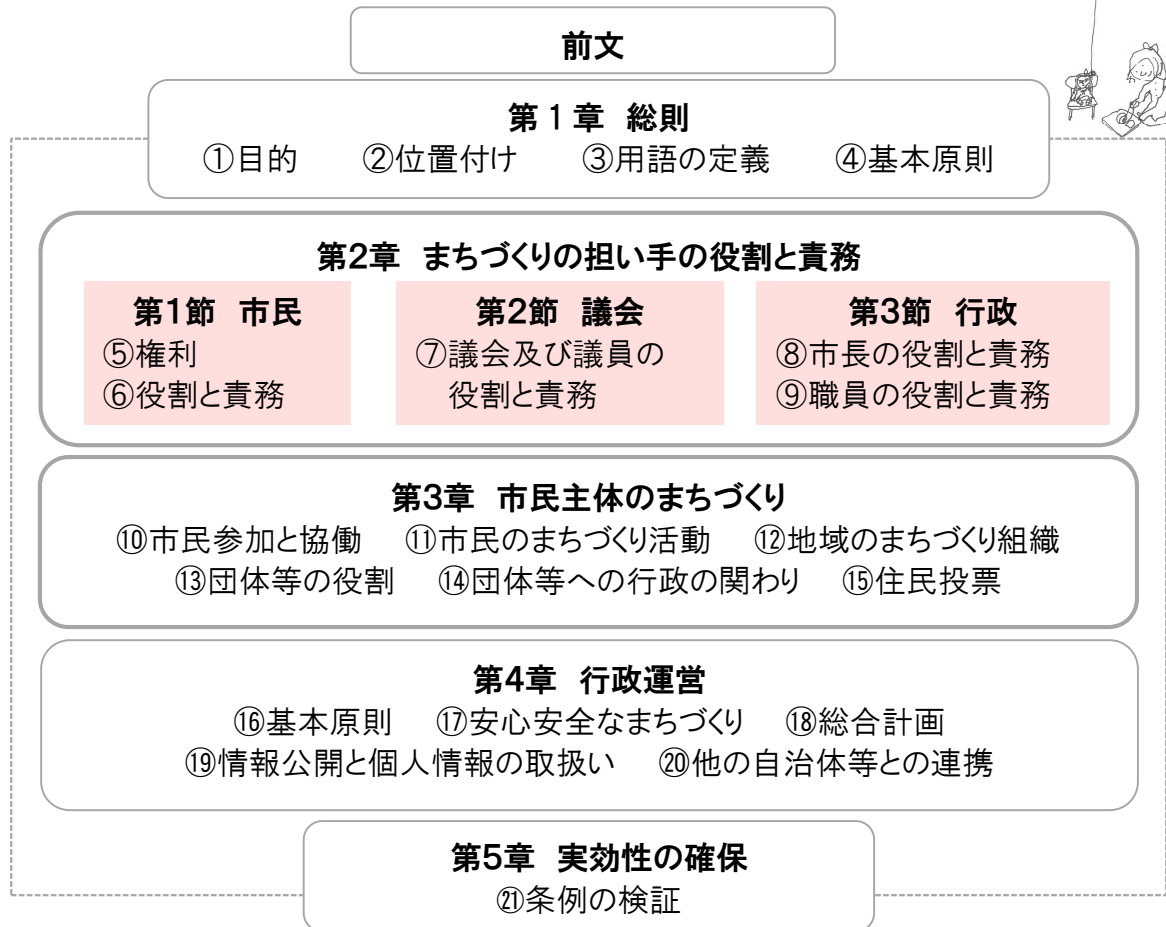 前文
第1章 総則
①目的 ②位置付け ③用語の定義 ④基本原則
第2章 まちづくりの担い手の役割と責務
第1節 市民
⑤権利
⑥役割と責務
第2節 議会
⑦議会及び議員の
役割と責務
第3節 行政
⑧市長の役割と責務
⑨職員の役割と責務
第3章 市民主体のまちづくり
⑩市民参加と協働 ⑪市民のまちづくり活動 ⑫地域のまちづくり組織
⑬団体等の役割 ⑭団体等への行政の関わり ⑮住民投票
第4章 行政運営
⑯基本原則 ⑰安心安全なまちづくり ⑱総合計画
⑲情報公開と個人情報の取扱い ⑳他の自治体等との連携
第5章 実効性の確保
㉑条例の検証